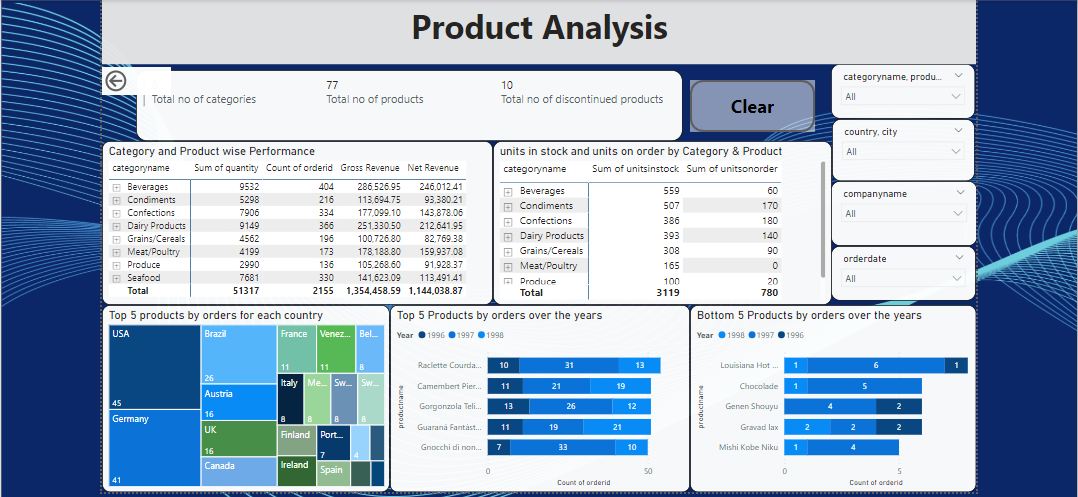 Product Analysis
Total no of categories
77
Total no of products
10
Total no of discontinued products
Clear
categoryname, produ...
All
country, city
All
companyname
All
orderdate
All
Category and Product wise Performance
categoryname Sum of quantity Count of orderid Gross Revenue Net Revenue
Beverages 9532 404 286,526.95 246,012.41
Condiments 5298 216 113,694.75 93,380.21
Confections 7906 334 177,099.10 143,878.06
Dairy Products 9149 366 251,330.50 212,641.95
Grains/Cereals 4562 196 100,726.80 82,769.38
Meat/Poultry 4199 173 178,188.80 159,937.08
Produce 2990 136 105,268.60 91,928.37
Seafood 7681 330 141,623.09 113,491.41
Total 51317 2155 1,354,458.59 1,144,038.87
units in stock and units on order by Category & Product
categoryname Sum of unitsinstock Sum of unitsonorder
Beverages 559 60
Condiments 507 170
Confections 386 180
Dairy Products 393 140
Grains/Cereals 308 90
Meat/Poultry 165 0
Produce 100 20
Total 3119 780
Top 5 products by orders for each country
USA
45
Germany
41
Brazil
26
Austria
16
UK
16
Canada
France
11
Venez...
11
Bel...
8
Italy
8
Me...
8
Sw...
8
Sw...
8
Finland
Port...
7
4
Ireland
Spain
Top 5 Products by orders over the years
Year 1996 1997 1998
productname
Raclette Courda... 10 31 13
Camembert Pier... 11 21 19
Gorgonzola Teli... 13 26 12
Guaraná Fantást... 11 19 21
Gnocchi di non... 7 33 10
0 50
Count of orderid
Bottom 5 Products by orders over the years
Year 1998 1997 1996
productname
Louisiana Hot ... 1 6 1
Chocolade 1 5
Genen Shouyu 4 2
Gravad lax 2 2 2
Mishi Kobe Niku 1 4
0 5
Count of orderid